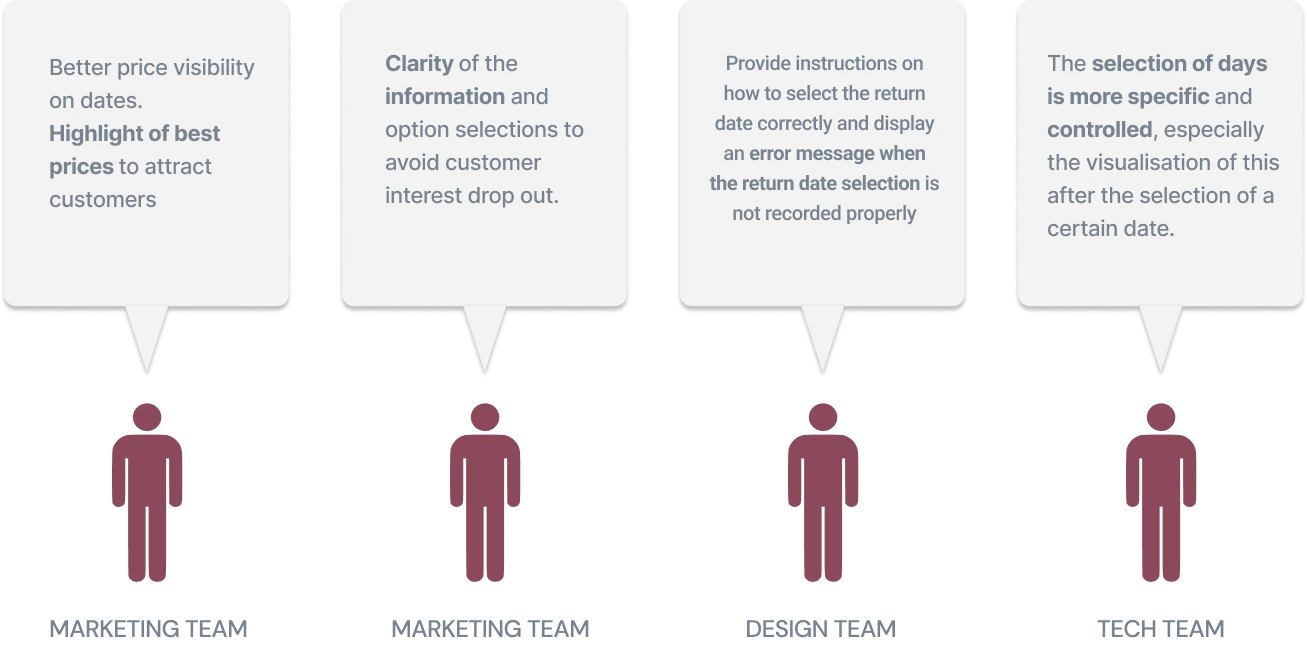 Better price visibility
on dates.
Highlight of best
prices to attract
customers
Clarity of the
information and
option selections to
avoid customer
interest drop out.
Provide instructions on
how to select the return
date correctly and display
an error message when
the return date selection is
not recorded properly
The selection of days
is more specific and
controlled, especially
the visualisation of this
after the selection of a
certain date.
MARKETING TEAM
MARKETING TEAM
DESIGN TEAM
TECH TEAM